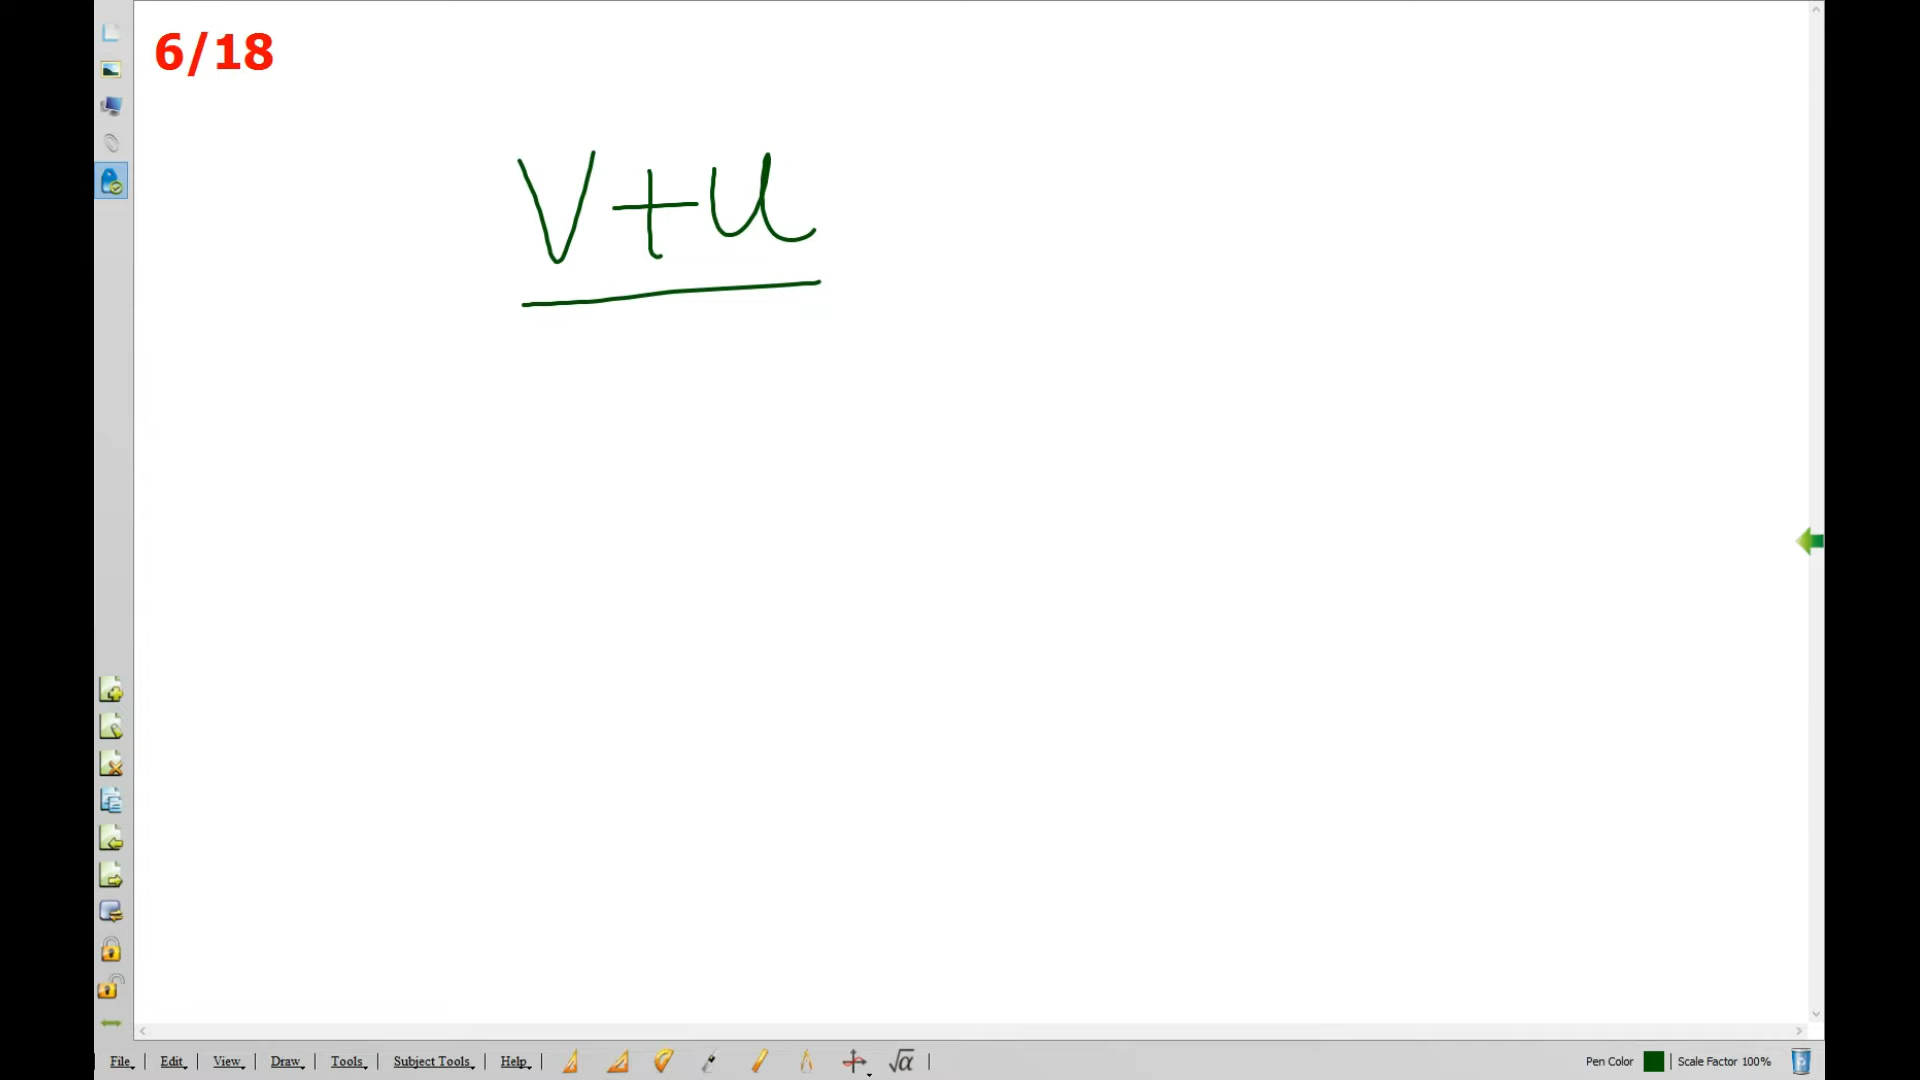 6/18
V+u
File
Edit
View
Draw
Tools
Subject Tools
Help
√α
Pen Color
Scale Factor 100%